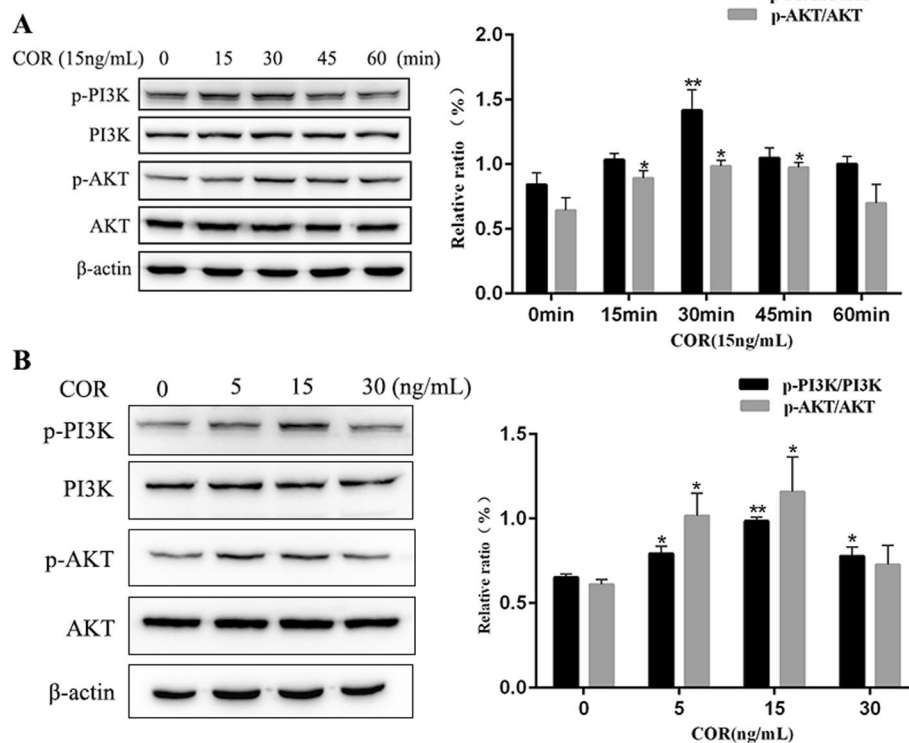 A
COR (15ng/mL) 0 15 30 45 60 (min)
p-PI3K
PI3K
p-AKT
AKT
β-actin
p-AKT/AKT
2.0
1.5
1.0
0.5
0.0
Relative ratio (%)
**
*
*
*
0min 15min 30min 45min 60min
COR(15ng/mL)
B
COR 0 5 15 30 (ng/mL)
p-PI3K
PI3K
p-AKT
AKT
β-actin
p-PI3K/PI3K
p-AKT/AKT
1.5
1.0
0.5
0.0
Relative ratio (%)
*
*
**
*
*
0 5 15 30
COR(ng/mL)